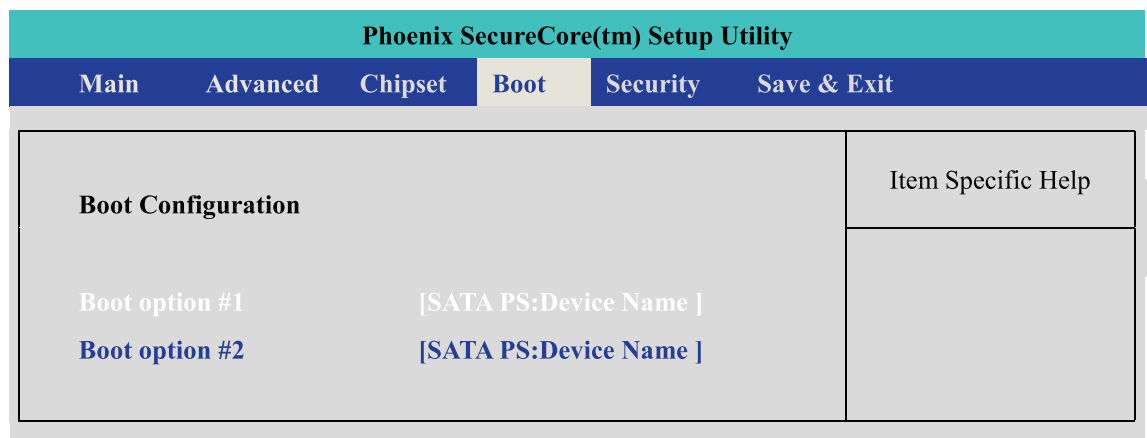 Phoenix SecureCore(tm) Setup Utility
Main Advanced Chipset Boot Security Save & Exit
Boot Configuration
Item Specific Help
Boot option #1 [SATA PS:Device Name ]
Boot option #2 [SATA PS:Device Name ]